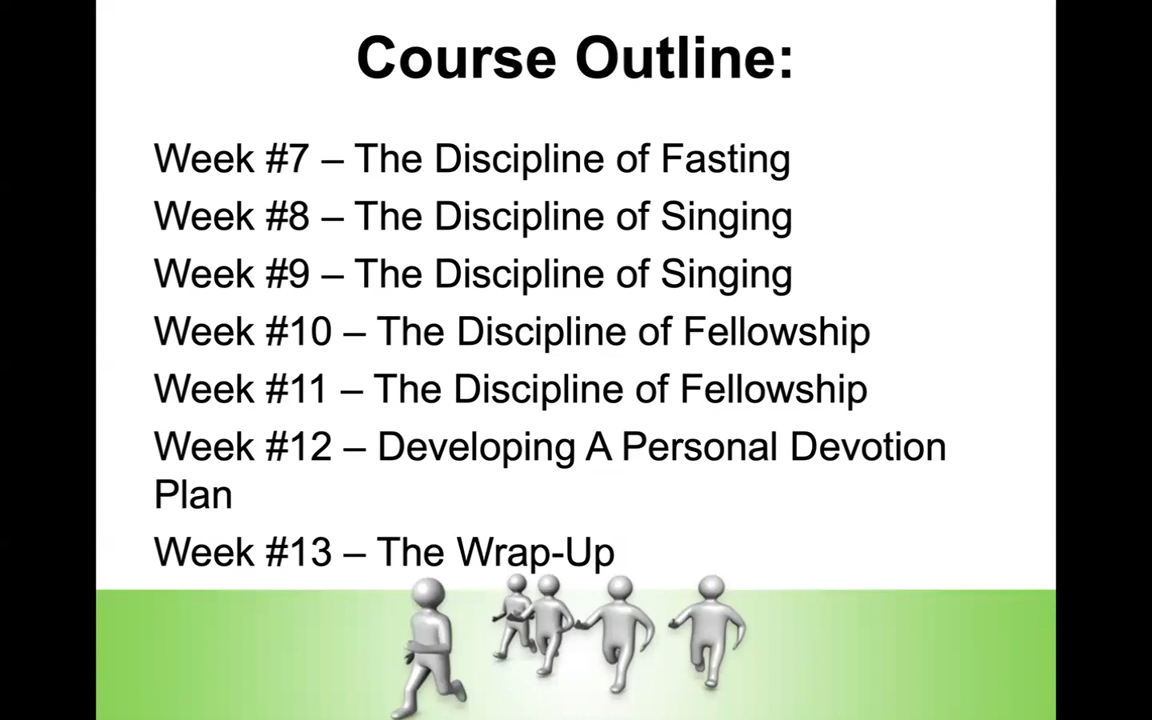 Course Outline:
Week #7 – The Discipline of Fasting
Week #8 – The Discipline of Singing
Week #9 – The Discipline of Singing
Week #10 – The Discipline of Fellowship
Week #11 – The Discipline of Fellowship
Week #12 – Developing A Personal Devotion
Plan
Week #13 – The Wrap-Up